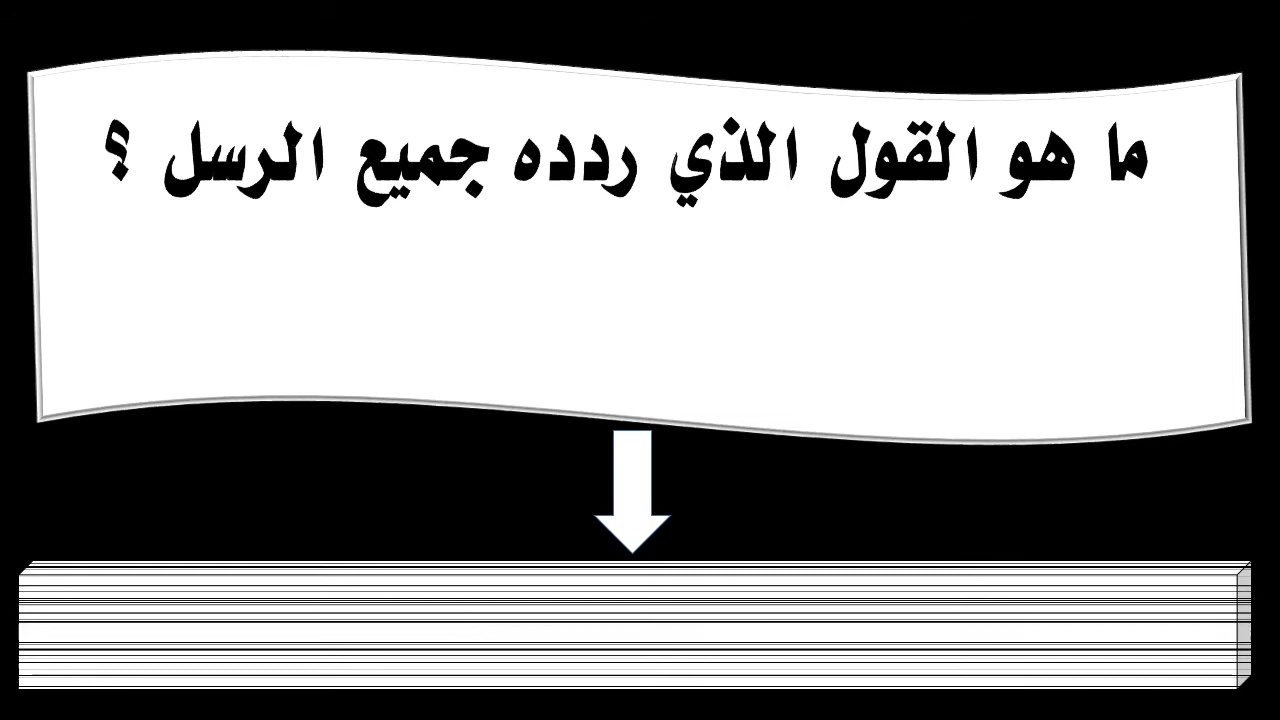 ما هو القول الذي ردده جميع الرسل ؟